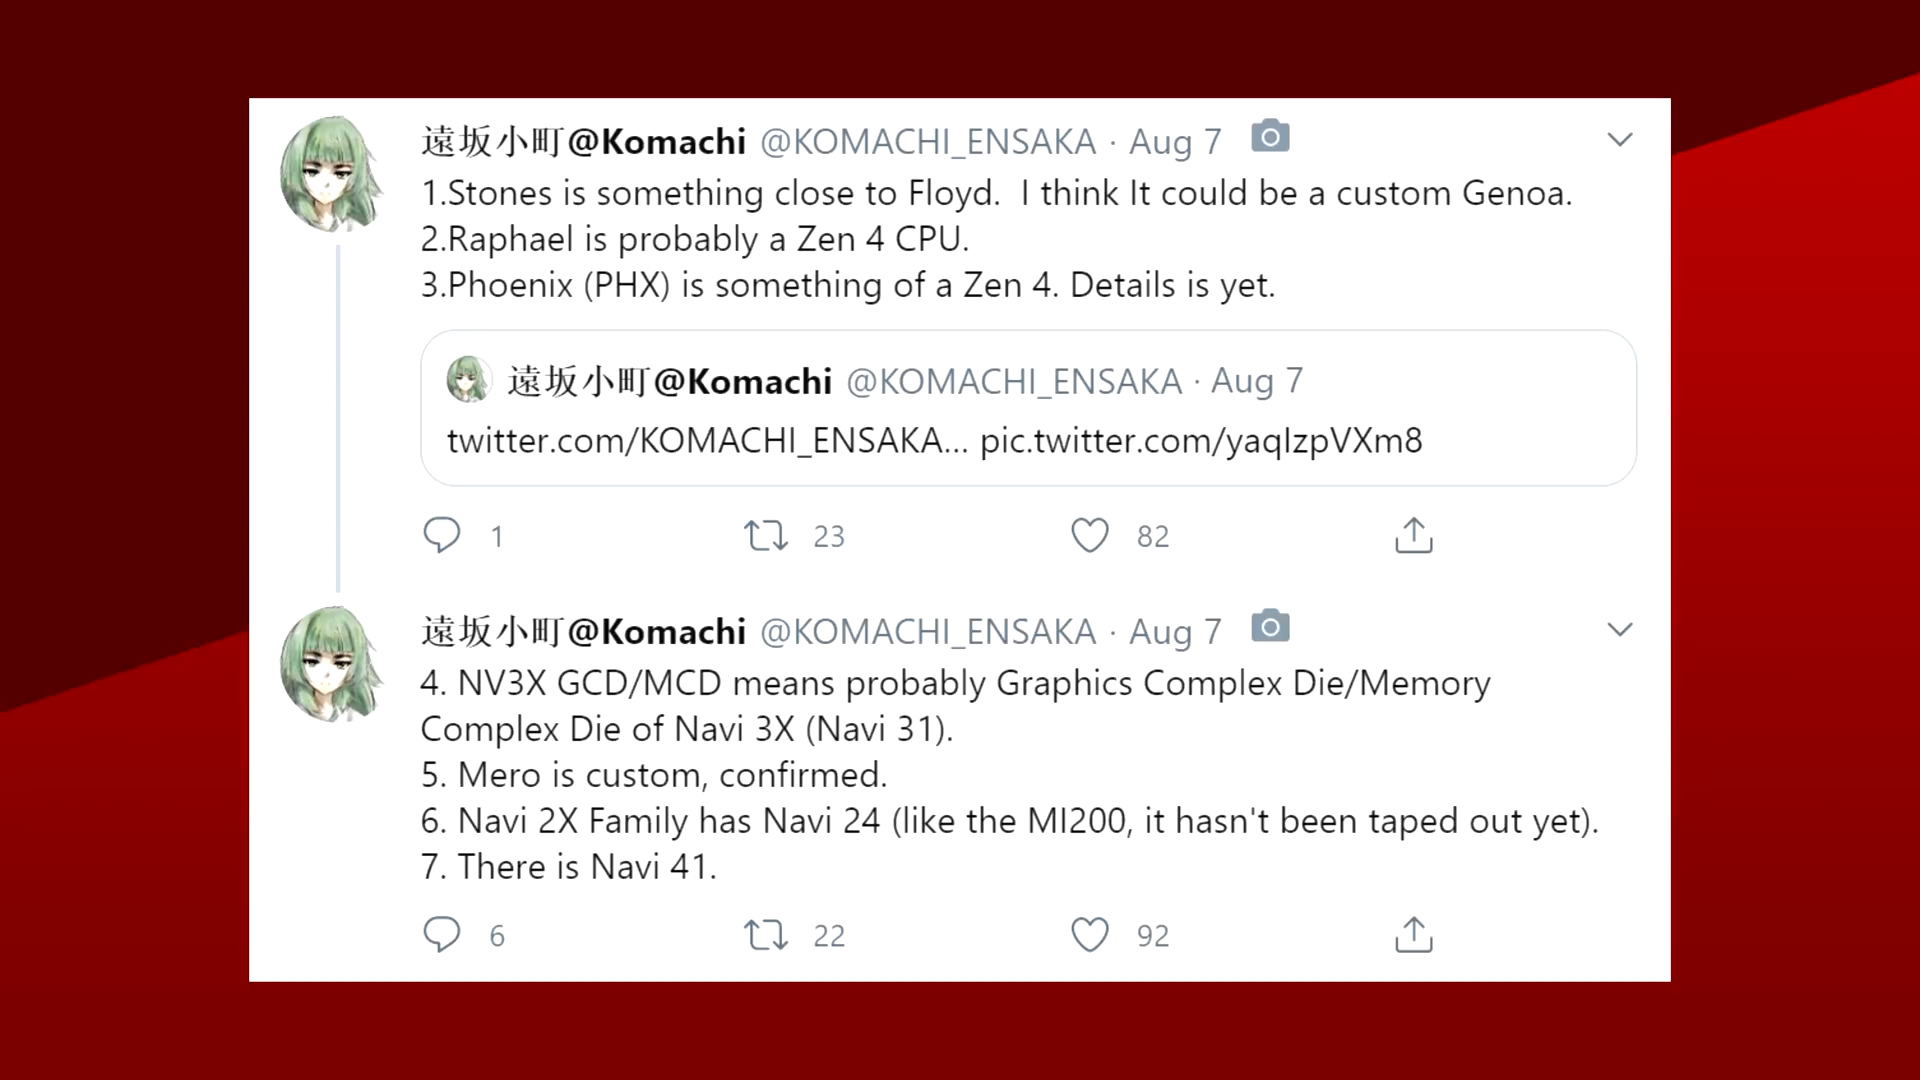 遠坂小町@Komachi @KOMACHI_ENSAKA · Aug 7
1.Stones is something close to Floyd.  I think It could be a custom Genoa.
2.Raphael is probably a Zen 4 CPU.
3.Phoenix (PHX) is something of a Zen 4. Details is yet.
遠坂小町@Komachi @KOMACHI_ENSAKA · Aug 7
twitter.com/KOMACHI_ENSAKA... pic.twitter.com/yaqlzpVXm8
1 23 82
遠坂小町@Komachi @KOMACHI_ENSAKA · Aug 7
4. NV3X GCD/MCD means probably Graphics Complex Die/Memory
Complex Die of Navi 3X (Navi 31).
5. Mero is custom, confirmed.
6. Navi 2X Family has Navi 24 (like the MI200, it hasn't been taped out yet).
7. There is Navi 41.
6 22 92